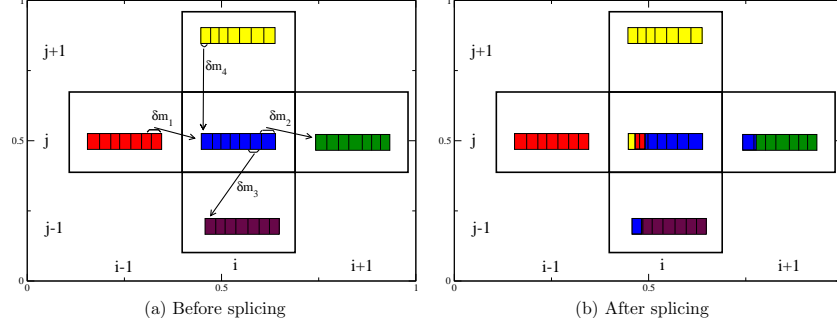 1
j+1
δm4
δm1
δm2
0.5
j
δm3
j-1
i-1
i
i+1
0
0.5
1
(a) Before splicing
1
j+1
0.5
j
j-1
i-1
i
i+1
0
0.5
(b) After splicing